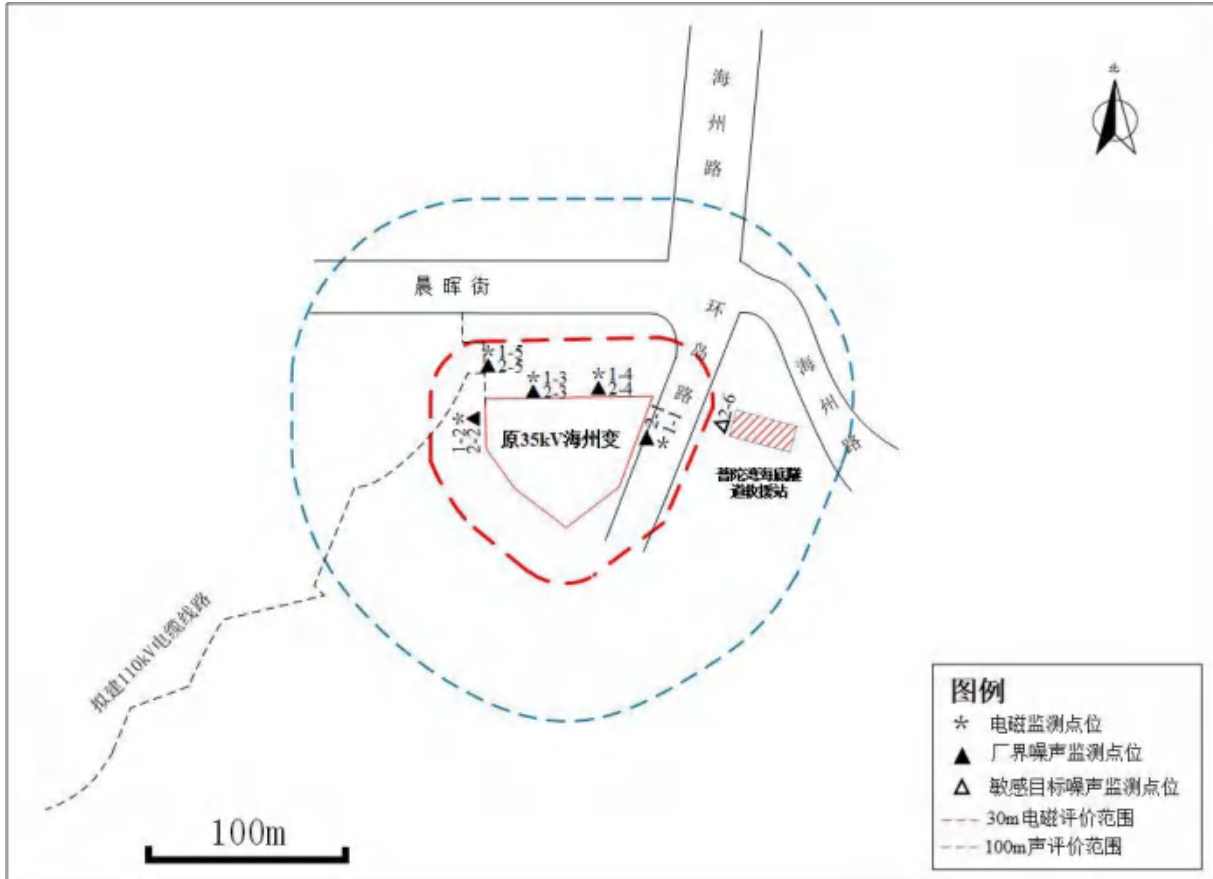 北
海州路
晨晖街
环岛路
海州路
1-5
2-5
1-3
2-3
1-4
2-4
1-2
2-2
2-1
1-1
2-6
原35kV海州变
普陀湾海底隧
道救援站
拟建110kV电缆线路
100m
图例
电磁监测点位
厂界噪声监测点位
敏感目标噪声监测点位
30m电磁评价范围
100m声评价范围